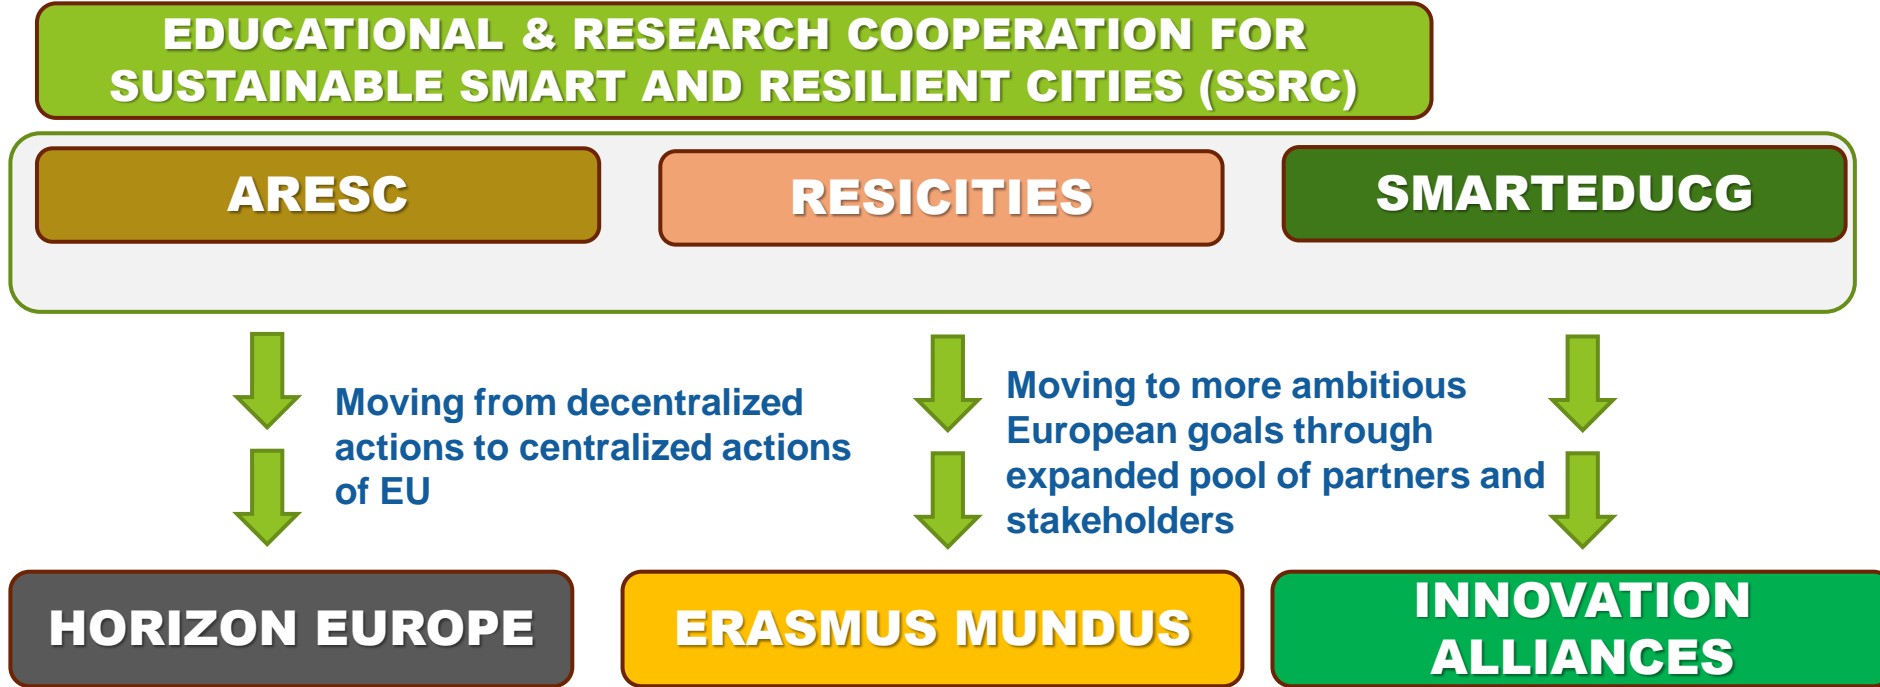 EDUCATIONAL & RESEARCH COOPERATION FOR
SUSTAINABLE SMART AND RESILIENT CITIES (SSRC)
ARESC
RESICITIES
SMARTEDUCG
Moving from decentralized
actions to centralized actions
of EU
Moving to more ambitious
European goals through
expanded pool of partners and
stakeholders
HORIZON EUROPE
ERASMUS MUNDUS
INNOVATION
ALLIANCES